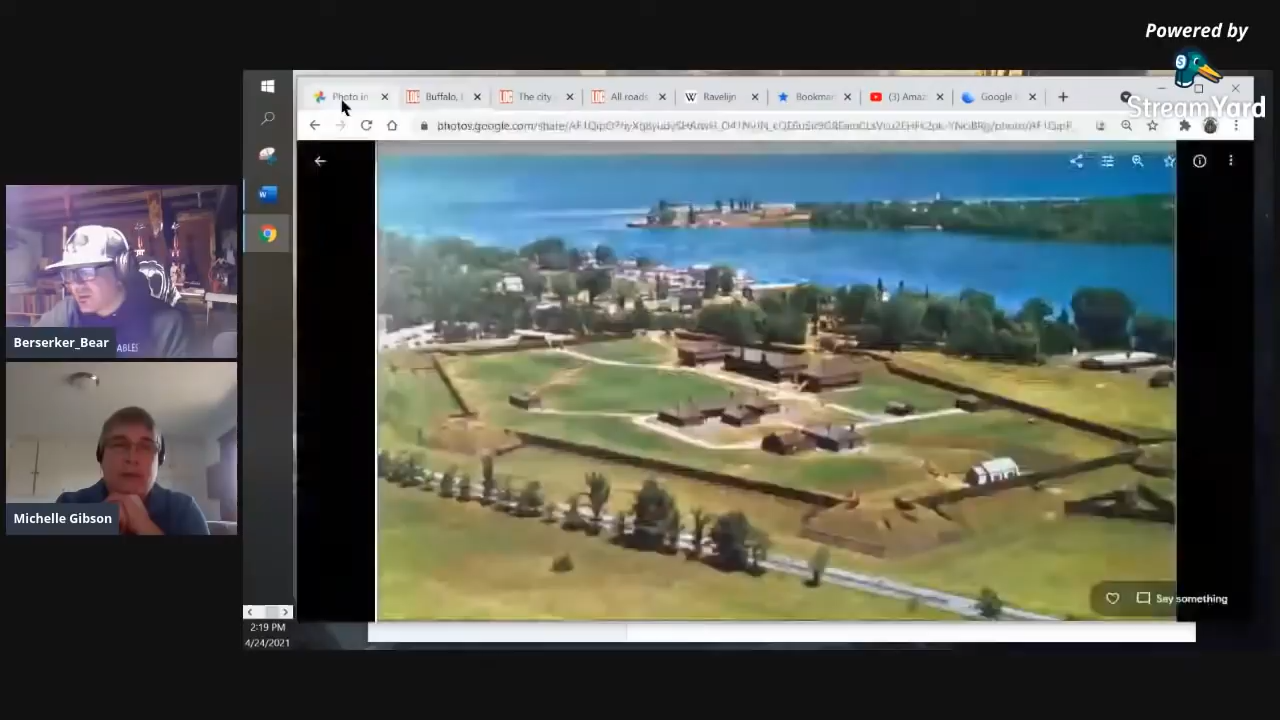 Powered by
StreamYard
Photo in
Buffalo,
The city
All roads
Ravelijn
Bookmar
(3) Amaz
Google
Berserker_Bear
ABLES
Michelle Gibson
Say something
2:19 PM
4/24/2021